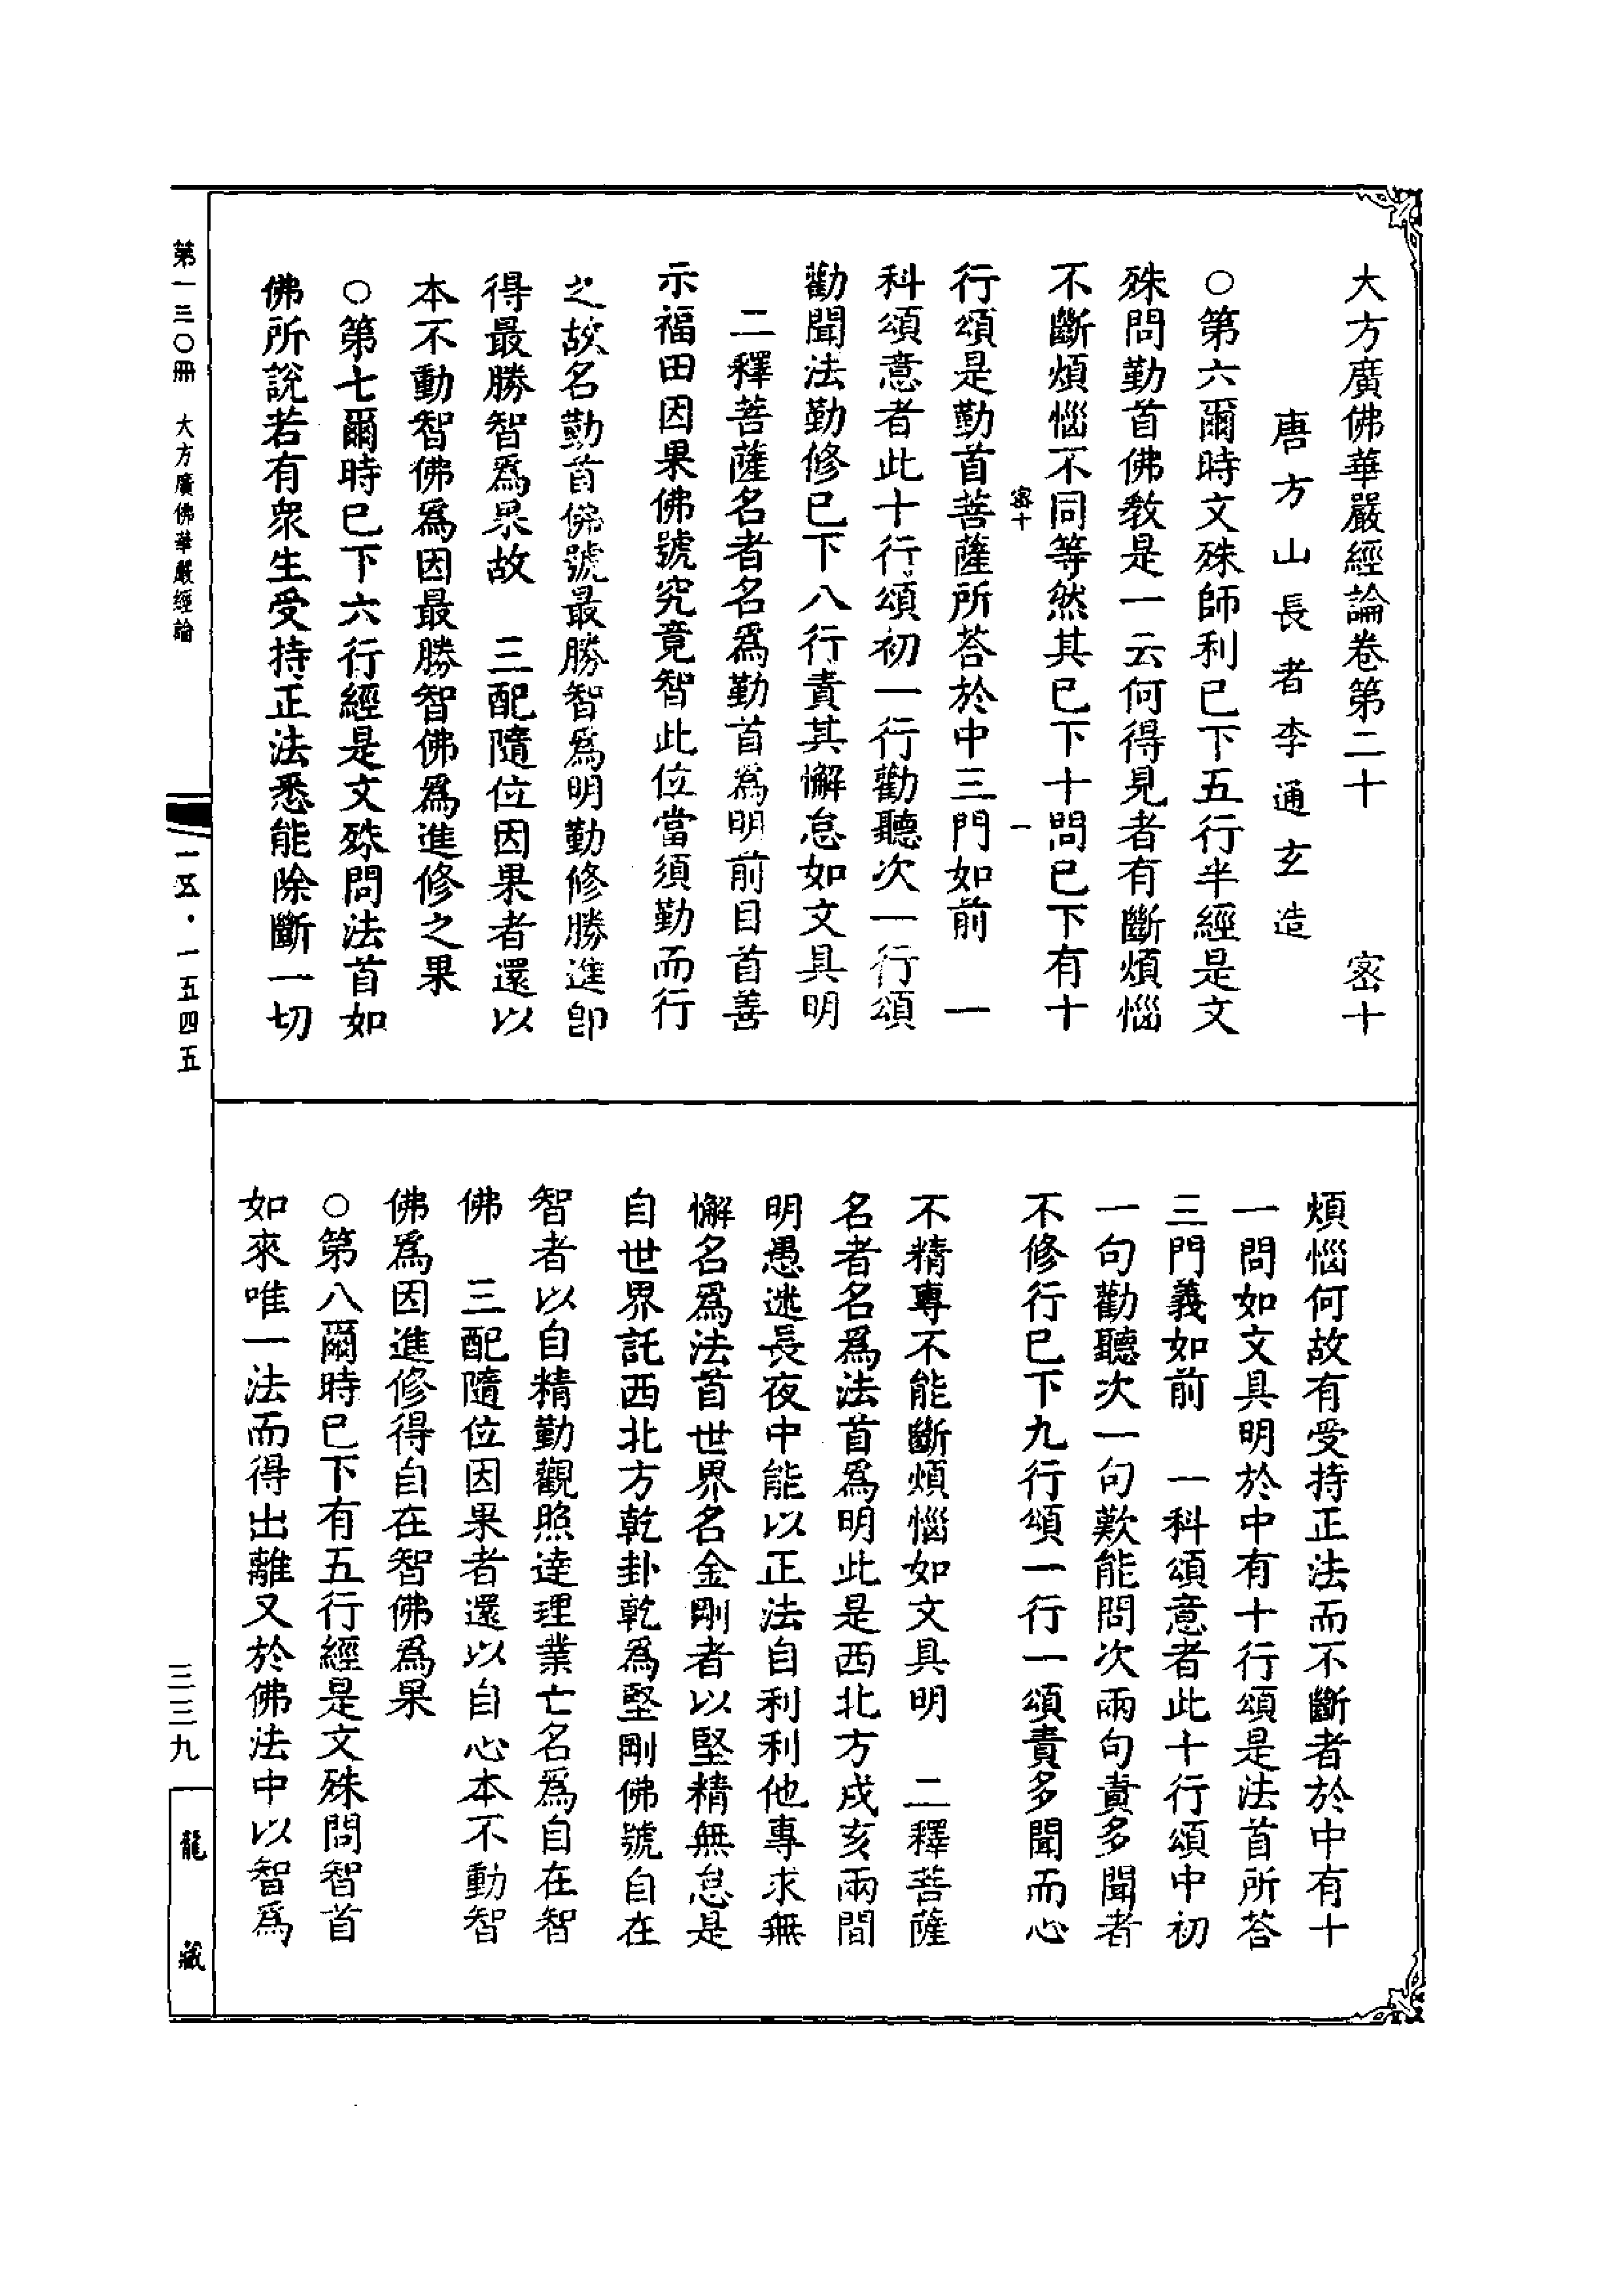 大方廣佛華嚴經論卷第二十 宻十
唐方山長者李通玄造
○第六爾時文殊師利已下五行半經是文
殊問勤首佛教是一云何得見者有斷煩惱
不斷煩惱不同等然其已下十問已下有十
宻十 一
行頌是勤首菩薩所荅於中三門如前 一
科頌意者此十行頌初一行勸聽次一行頌
勸聞法勤修已下八行責其懈怠如文具明
二釋菩薩名者名爲勤首爲明前目首善
示福田因果佛號究竟智此位當須勤而行
之故名勤首佛號最勝智爲明勤修勝進即
得最勝智爲果故 三配隨位因果者還以
本不動智佛爲因最勝智佛爲進修之果
○第七爾時已下六行經是文殊問法首如
佛所說若有衆生受持正法悉能除斷一切
煩惱何故有受持正法而不斷者於中有十
一問如文具明於中有十行頌是法首所荅
三門義如前 一科頌意者此十行頌中初
一句勸聽次一句歎能問次兩句責多聞者
不修行已下九行頌一行一頌責多聞而心
不精專不能斷煩惱如文具明 二釋菩薩
名者名爲法首爲明此是西北方戌亥兩間
明愚迷長夜中能以正法自利利他專求無
懈名爲法首世界名金剛者以堅精無怠是
自世界託西北方乾卦乾爲堅剛佛號自在
智者以自精勤觀照達理業亡名爲自在智
佛 三配隨位因果者還以自心本不動智
佛爲因進修得自在智佛爲果
○第八爾時已下有五行經是文殊問智首
如來唯一法而得出離又於佛法中以智爲
第一三〇冊 大方廣佛華嚴經論
一五·一五四五
三三九
龍藏